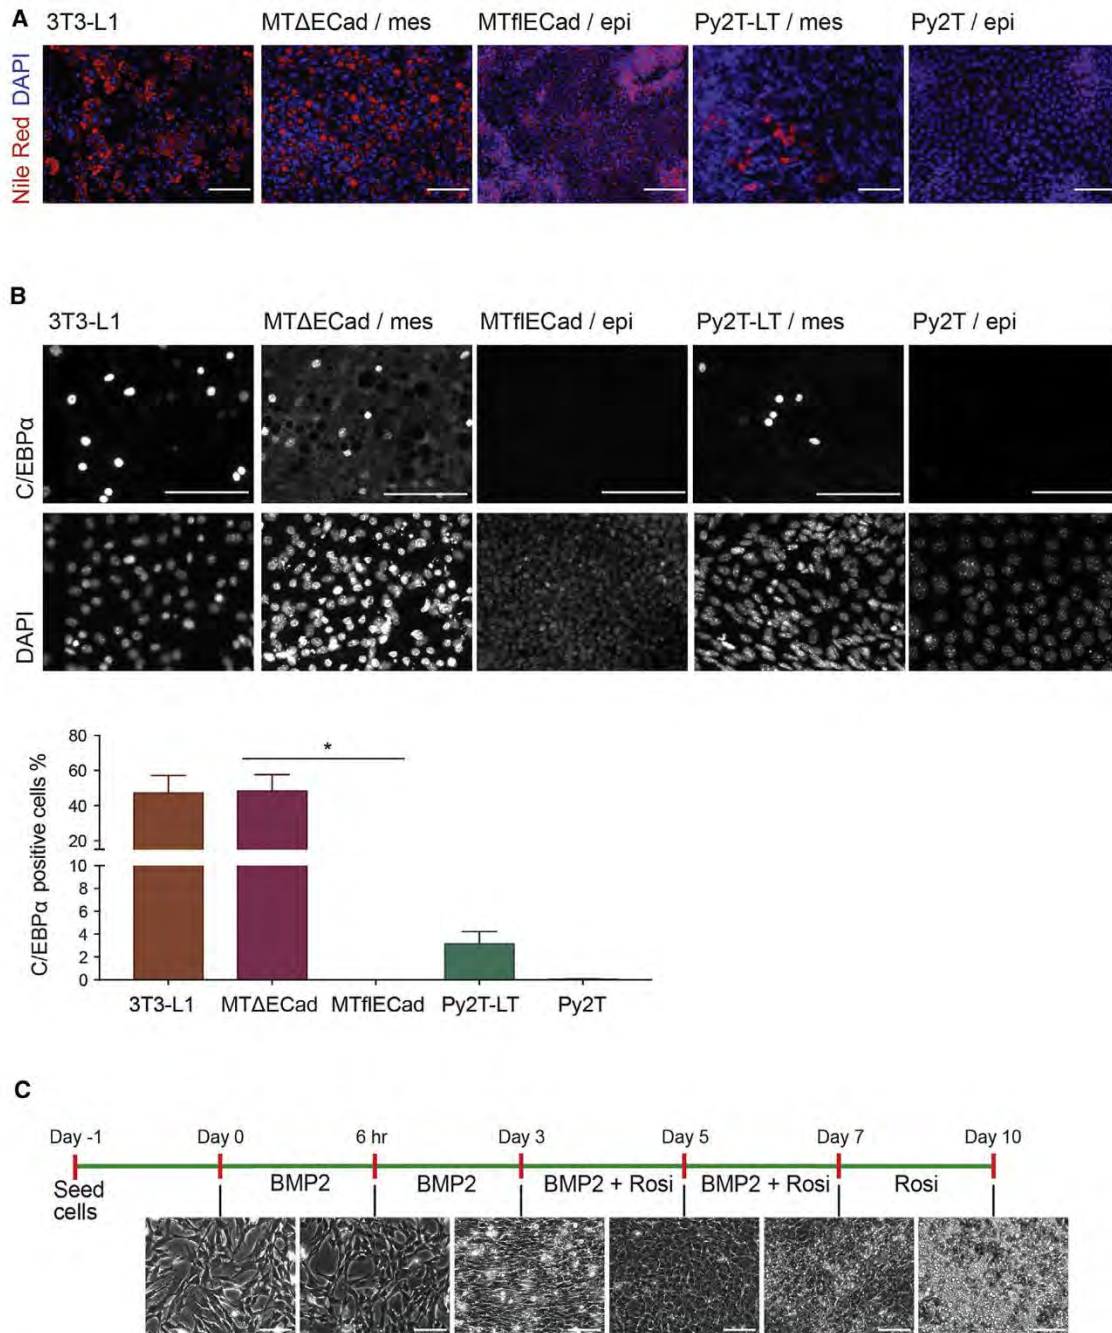 A
3T3-L1 MTΔECad / mes MTflECad / epi Py2T-LT / mes Py2T / epi
Nile Red DAPI
B
3T3-L1 MTΔECad / mes MTflECad / epi Py2T-LT / mes Py2T / epi
C/EBPα
DAPI
C/EBPα positive cells %
80
60
40
20
10
8
6
4
2
0
*
3T3-L1 MTΔECad MTflECad Py2T-LT Py2T
C
Day -1 Day 0 6 hr Day 3 Day 5 Day 7 Day 10
Seed cells
BMP2 BMP2 BMP2 + Rosi BMP2 + Rosi Rosi